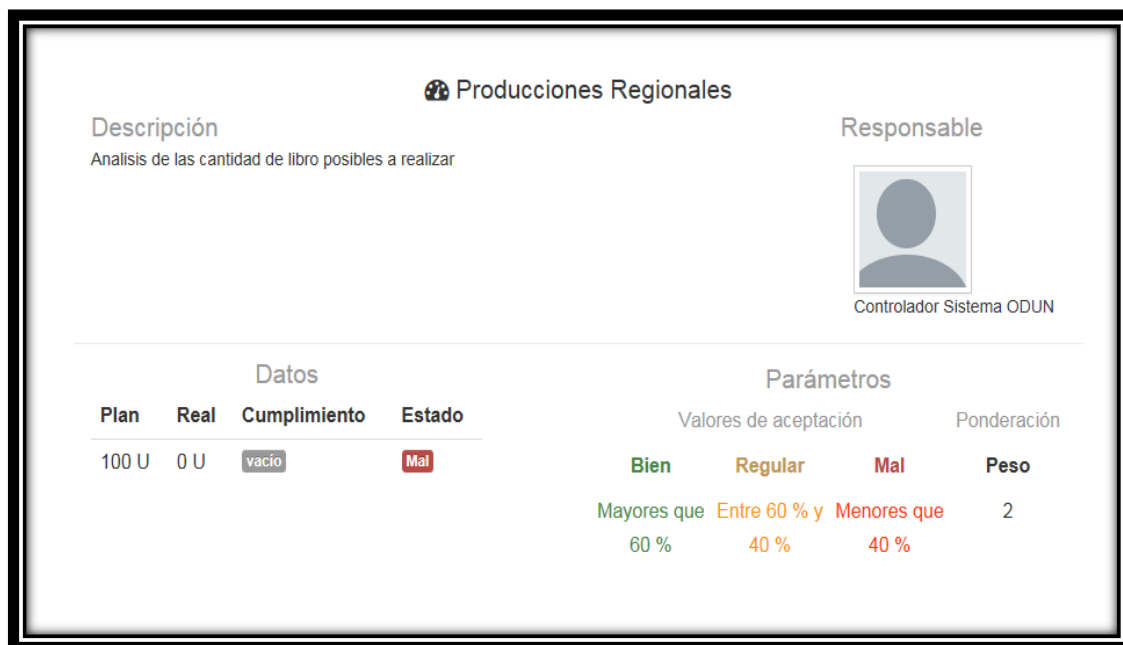 Producciones Regionales
Descripción
Analisis de las cantidad de libro posibles a realizar
Responsable
Controlador Sistema ODUN
Datos
Plan Real Cumplimiento Estado
100 U 0 U vacío Mal
Parámetros
Valores de aceptación Ponderación
Bien Regular Mal Peso
Mayores que Entre 60 % y Menores que 2
60 % 40 % 40 %